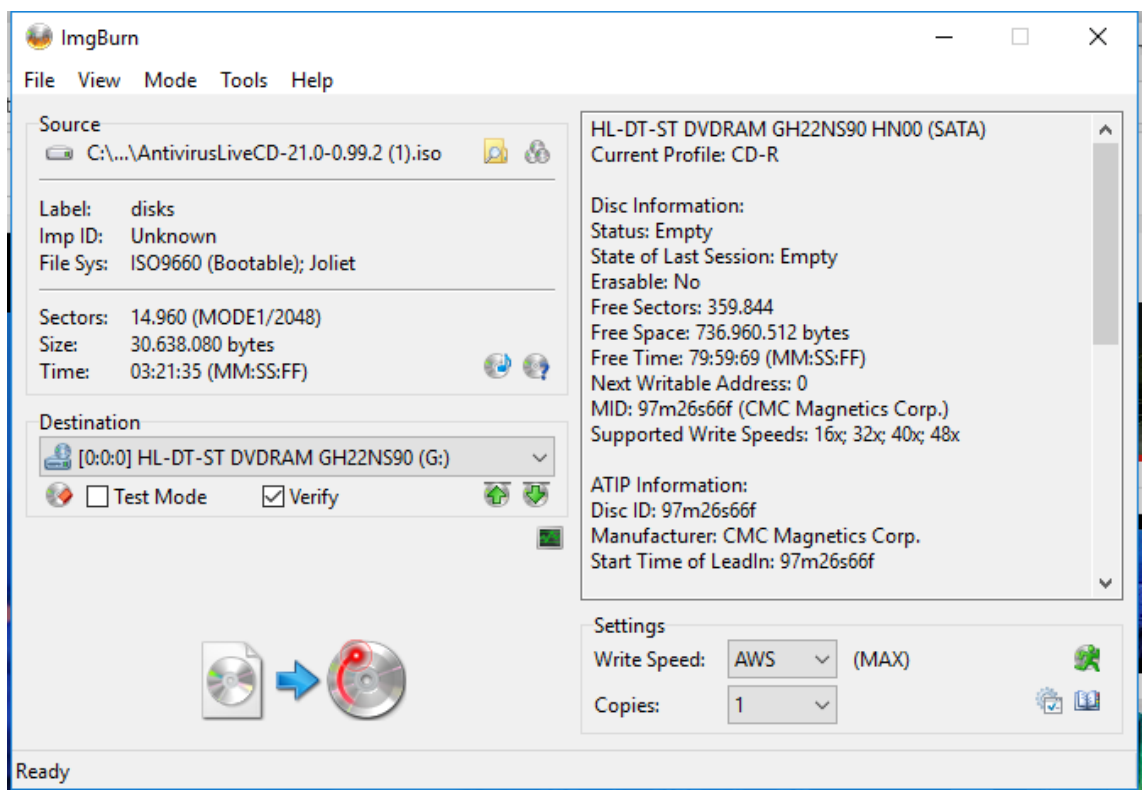 ImgBurn
File View Mode Tools Help
Source
C:\...\AntivirusLiveCD-21.0-0.99.2 (1).iso
Label: disks
Imp ID: Unknown
File Sys: ISO9660 (Bootable); Joliet
Sectors: 14.960 (MODE1/2048)
Size: 30.638.080 bytes
Time: 03:21:35 (MM:SS:FF)
Destination
[0:0:0] HL-DT-ST DVDRAM GH22NS90 (G:)
Test Mode Verify
HL-DT-ST DVDRAM GH22NS90 HN00 (SATA)
Current Profile: CD-R
Disc Information:
Status: Empty
State of Last Session: Empty
Erasable: No
Free Sectors: 359.844
Free Space: 736.960.512 bytes
Free Time: 79:59:69 (MM:SS:FF)
Next Writable Address: 0
MID: 97m26s66f (CMC Magnetics Corp.)
Supported Write Speeds: 16x; 32x; 40x; 48x
ATIP Information:
Disc ID: 97m26s66f
Manufacturer: CMC Magnetics Corp.
Start Time of LeadIn: 97m26s66f
Settings
Write Speed: AWS (MAX)
Copies: 1
Ready